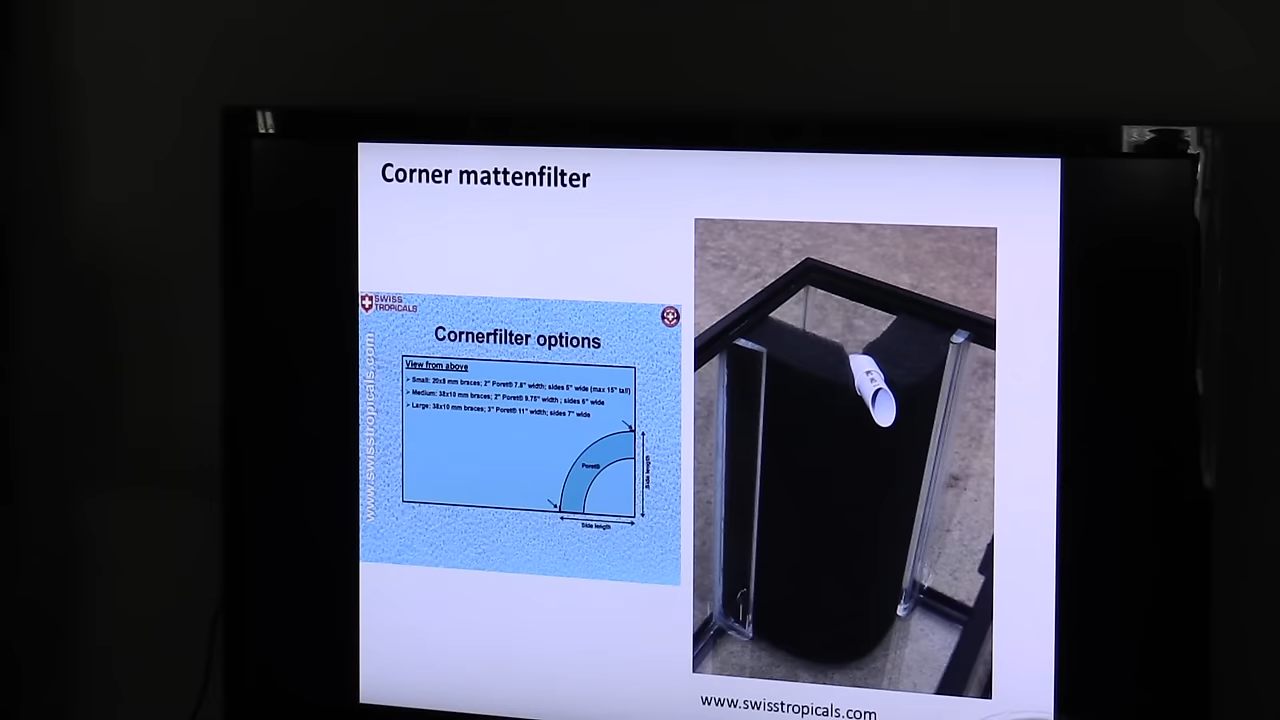 Corner mattenfilter
SWISS
TROPICALS
Cornerfilter options
View from above
➢ Small: 20x8 mm braces; 2" Poret® 7.5" width; sides 5" wide (max 15" tall)
➢ Medium: 38x10 mm braces; 2" Poret® 9.75" width ; sides 6" wide
➢ Large: 38x10 mm braces; 3" Poret® 11" width; sides 7" wide
Poret®
Side length
Side length
www.swisstropicals.com
www.swisstropicals.com